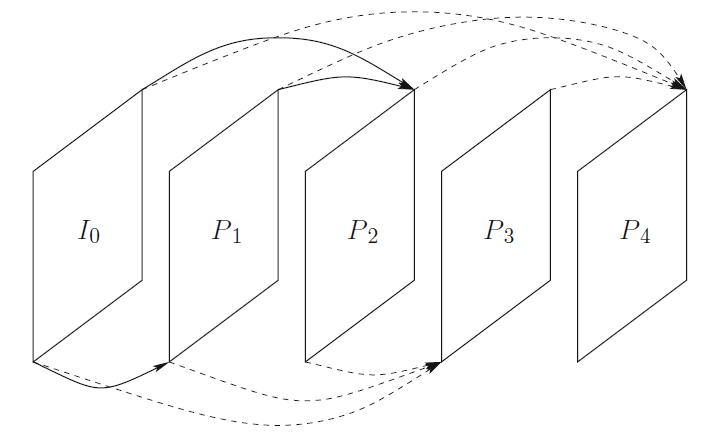 I₀ P₁ P₂ P₃ P₄